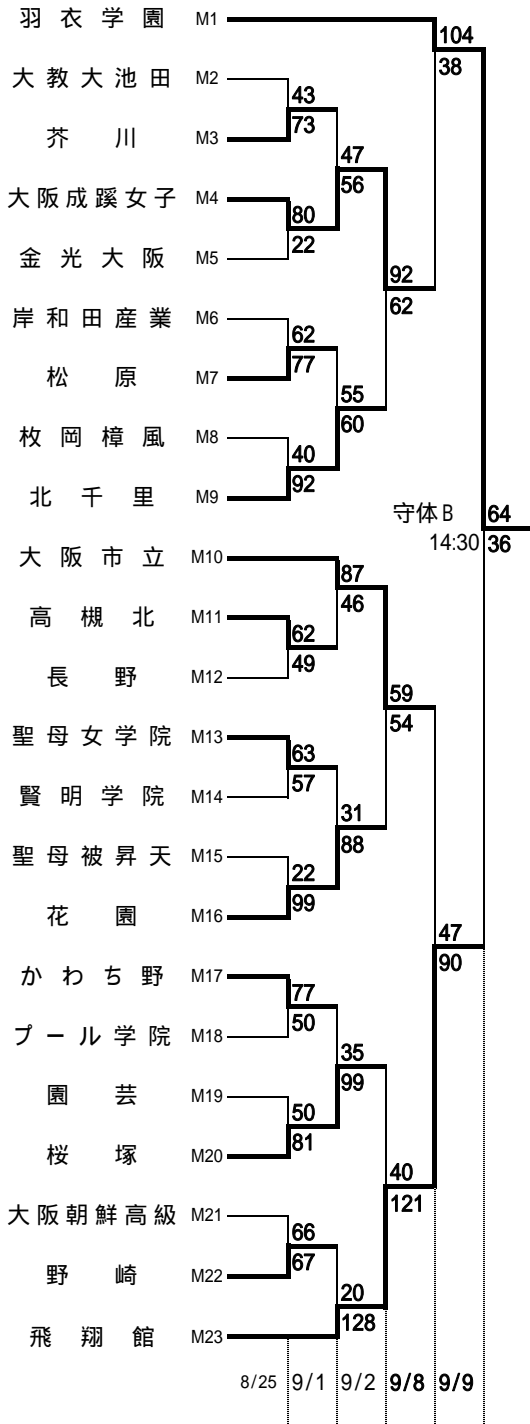 羽衣学園 M1
104
38
大教大池田 M2
43
73
芥川 M3
47
56
大阪成蹊女子 M4
80
22
金光大阪 M5
92
62
岸和田産業 M6
62
77
松原 M7
55
60
枚岡樟風 M8
40
92
北千里 M9
守体B 64
14:30 36
大阪市立 M10
87
46
高槻北 M11
62
49
長野 M12
59
54
聖母女学院 M13
63
57
賢明学院 M14
31
88
聖母被昇天 M15
22
99
花園 M16
47
90
かわち野 M17
77
50
プール学院 M18
35
99
園芸 M19
50
81
桜塚 M20
40
121
大阪朝鮮高級 M21
66
67
野崎 M22
20
128
飛翔館 M23
8/25 9/1 9/2 9/8 9/9